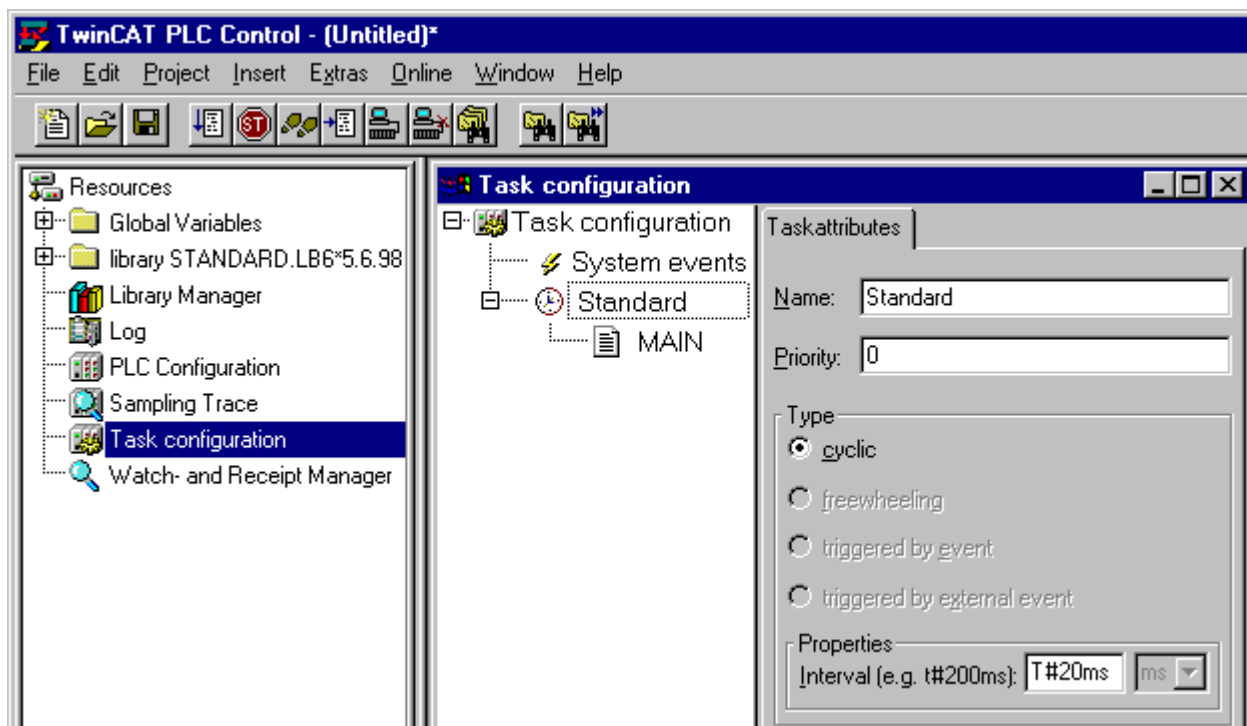 TwinCAT PLC Control - (Untitled)*
File Edit Project Insert Extras Online Window Help
ST
Resources
Global Variables
library STANDARD.LB6*5.6.98
Library Manager
Log
PLC Configuration
Sampling Trace
Task configuration
Watch- and Receipt Manager
Task configuration
Task configuration
System events
Standard
MAIN
Taskattributes
Name: Standard
Priority: 0
Type
cyclic
freewheeling
triggered by event
triggered by external event
Properties
Interval (e.g. t#200ms): T#20ms ms